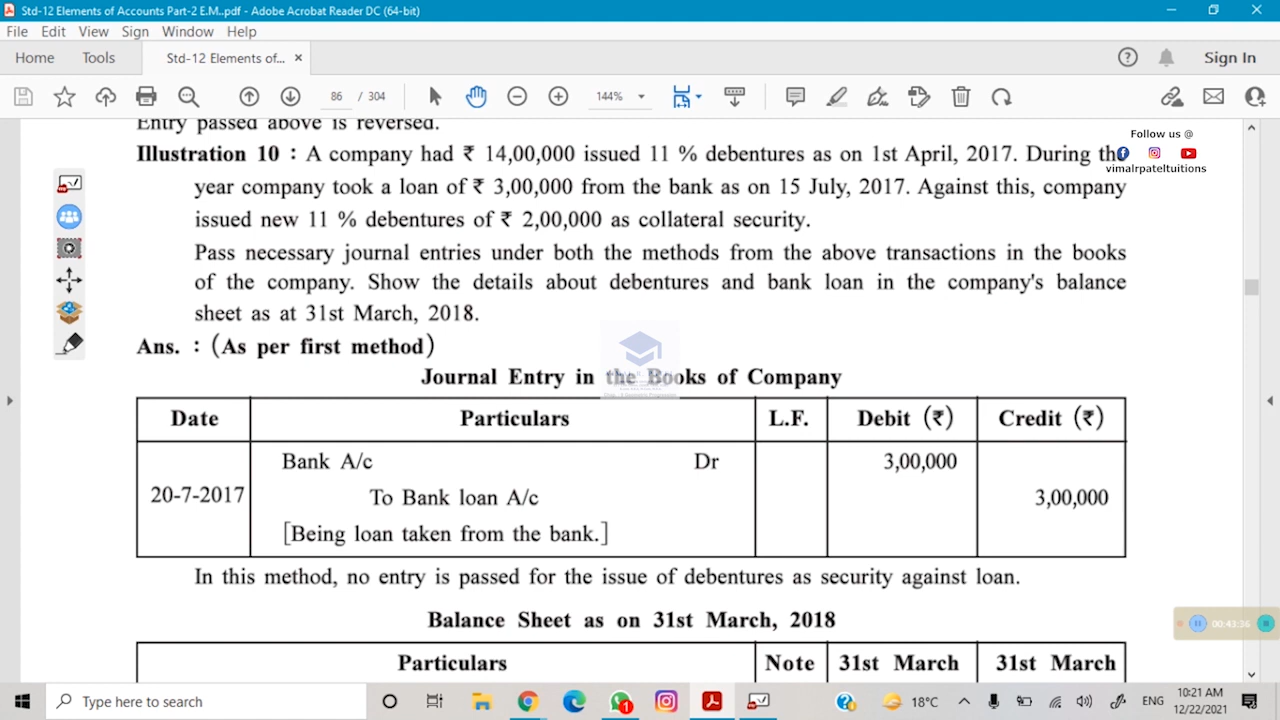 Std-12 Elements of Accounts Part-2 E.M..pdf - Adobe Acrobat Reader DC (64-bit)
File Edit View Sign Window Help
Home Tools Std-12 Elements of... × Sign In
86 / 304 144%
Entry passed above is reversed.
Follow us @
vimalrpateltuitions
Illustration 10 : A company had ₹ 14,00,000 issued 11 % debentures as on 1st April, 2017. During the
year company took a loan of ₹ 3,00,000 from the bank as on 15 July, 2017. Against this, company
issued new 11 % debentures of ₹ 2,00,000 as collateral security.
Pass necessary journal entries under both the methods from the above transactions in the books
of the company. Show the details about debentures and bank loan in the company's balance
sheet as at 31st March, 2018.
Ans. : (As per first method)
Journal Entry in the Books of Company
Date Particulars L.F. Debit (₹) Credit (₹)
Bank A/c Dr 3,00,000
20-7-2017 To Bank loan A/c 3,00,000
[Being loan taken from the bank.]
In this method, no entry is passed for the issue of debentures as security against loan.
Balance Sheet as on 31st March, 2018
00:43:36
Particulars Note 31st March 31st March
Type here to search 1 18°C ENG 10:21 AM
12/22/2021